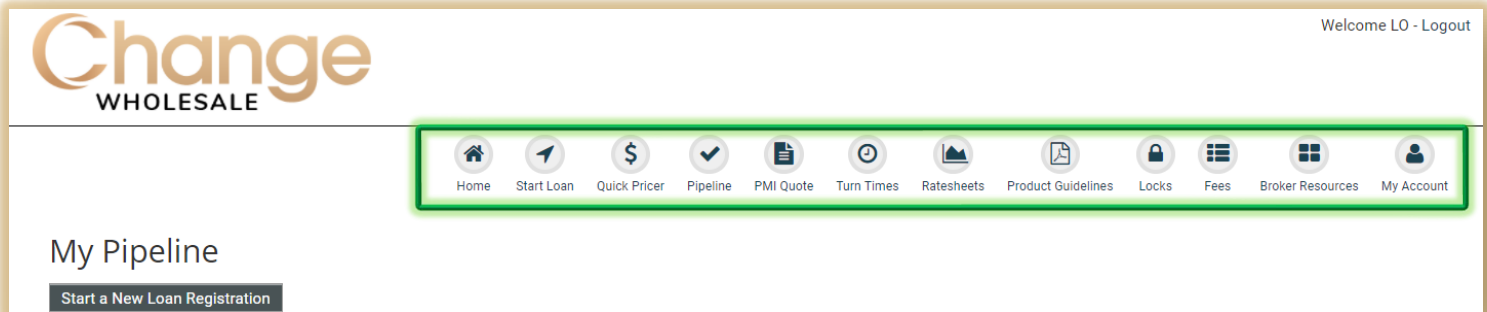 Welcome LO - Logout
Change
WHOLESALE
Home Start Loan Quick Pricer Pipeline PMI Quote Turn Times Ratesheets Product Guidelines Locks Fees Broker Resources My Account
My Pipeline
Start a New Loan Registration